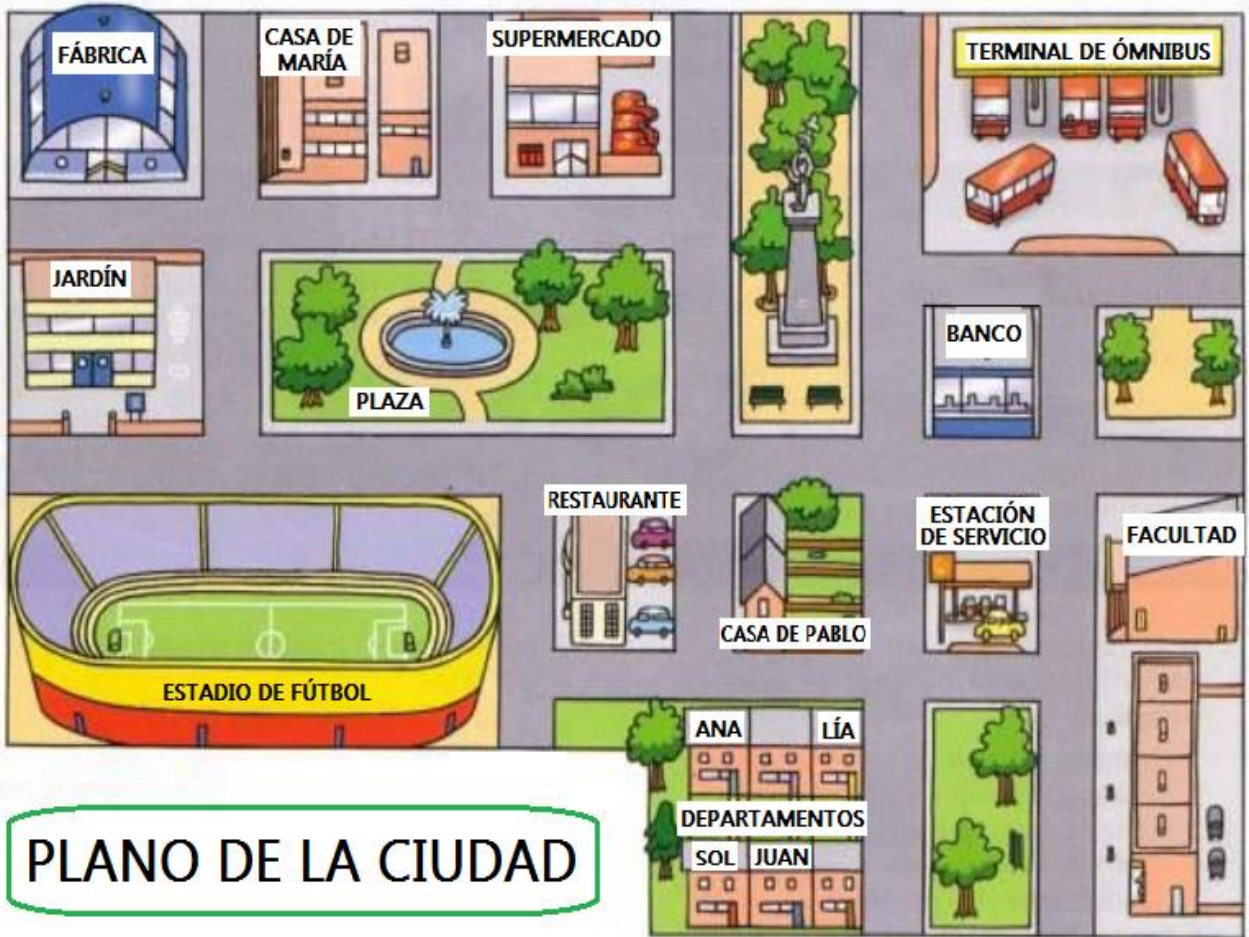 FÁBRICA
CASA DE
MARÍA
SUPERMERCADO
TERMINAL DE ÓMNIBUS
JARDÍN
PLAZA
BANCO
RESTAURANTE
ESTACIÓN
DE SERVICIO
FACULTAD
CASA DE PABLO
ESTADIO DE FÚTBOL
ANA
LÍA
DEPARTAMENTOS
SOL
JUAN
PLANO DE LA CIUDAD